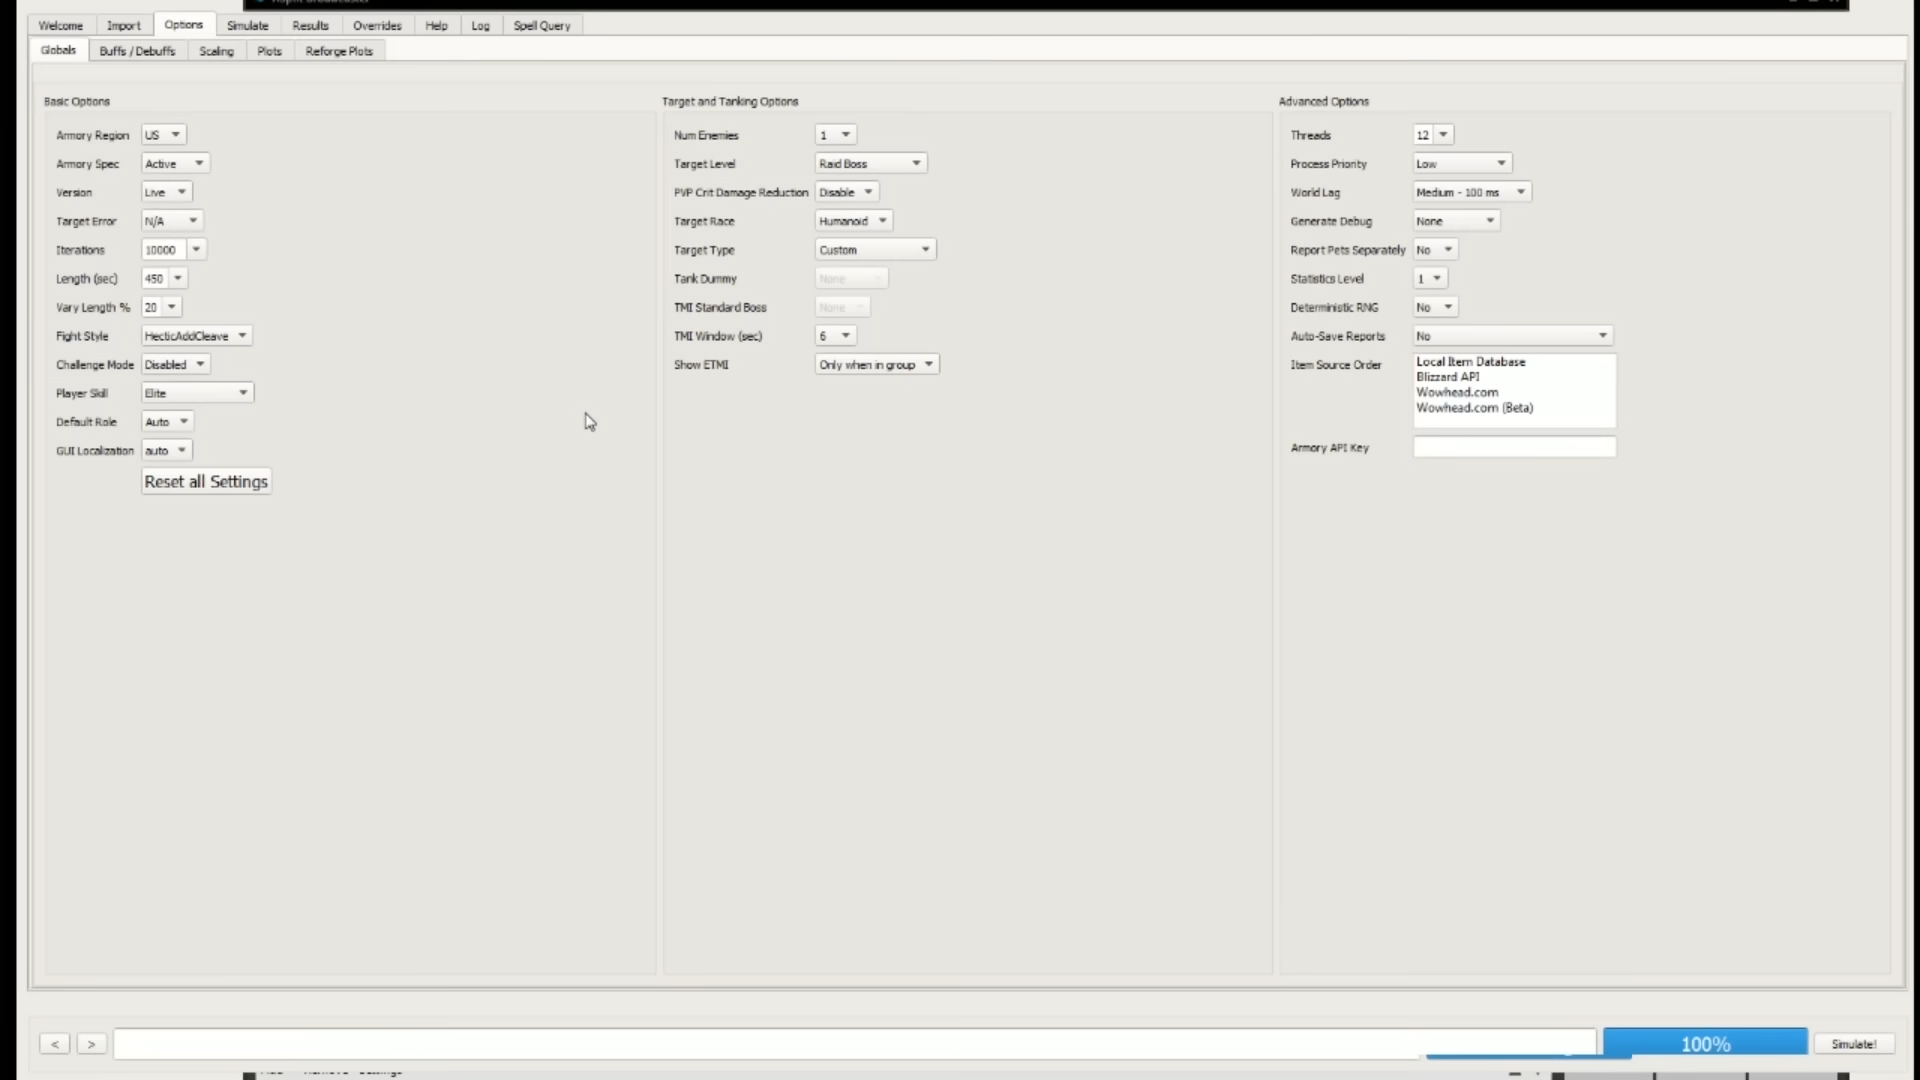 Welcome Import Options Simulate Results Overrides Help Log Spell Query
Globals Buffs / Debuffs Scaling Plots Reforge Plots
Basic Options
Armory Region US
Armory Spec Active
Version Live
Target Error N/A
Iterations 10000
Length (sec) 450
Vary Length % 20
Fight Style HecticAddCleave
Challenge Mode Disabled
Player Skill Elite
Default Role Auto
GUI Localization auto
Reset all Settings
Target and Tanking Options
Num Enemies 1
Target Level Raid Boss
PVP Crit Damage Reduction Disable
Target Race Humanoid
Target Type Custom
Tank Dummy None
TMI Standard Boss None
TMI Window (sec) 6
Show ETMI Only when in group
Advanced Options
Threads 12
Process Priority Low
World Lag Medium - 100 ms
Generate Debug None
Report Pets Separately No
Statistics Level 1
Deterministic RNG No
Auto-Save Reports No
Item Source Order Local Item Database
Blizzard API
Wowhead.com
Wowhead.com (Beta)
Armory API Key
< > 100% Simulate!